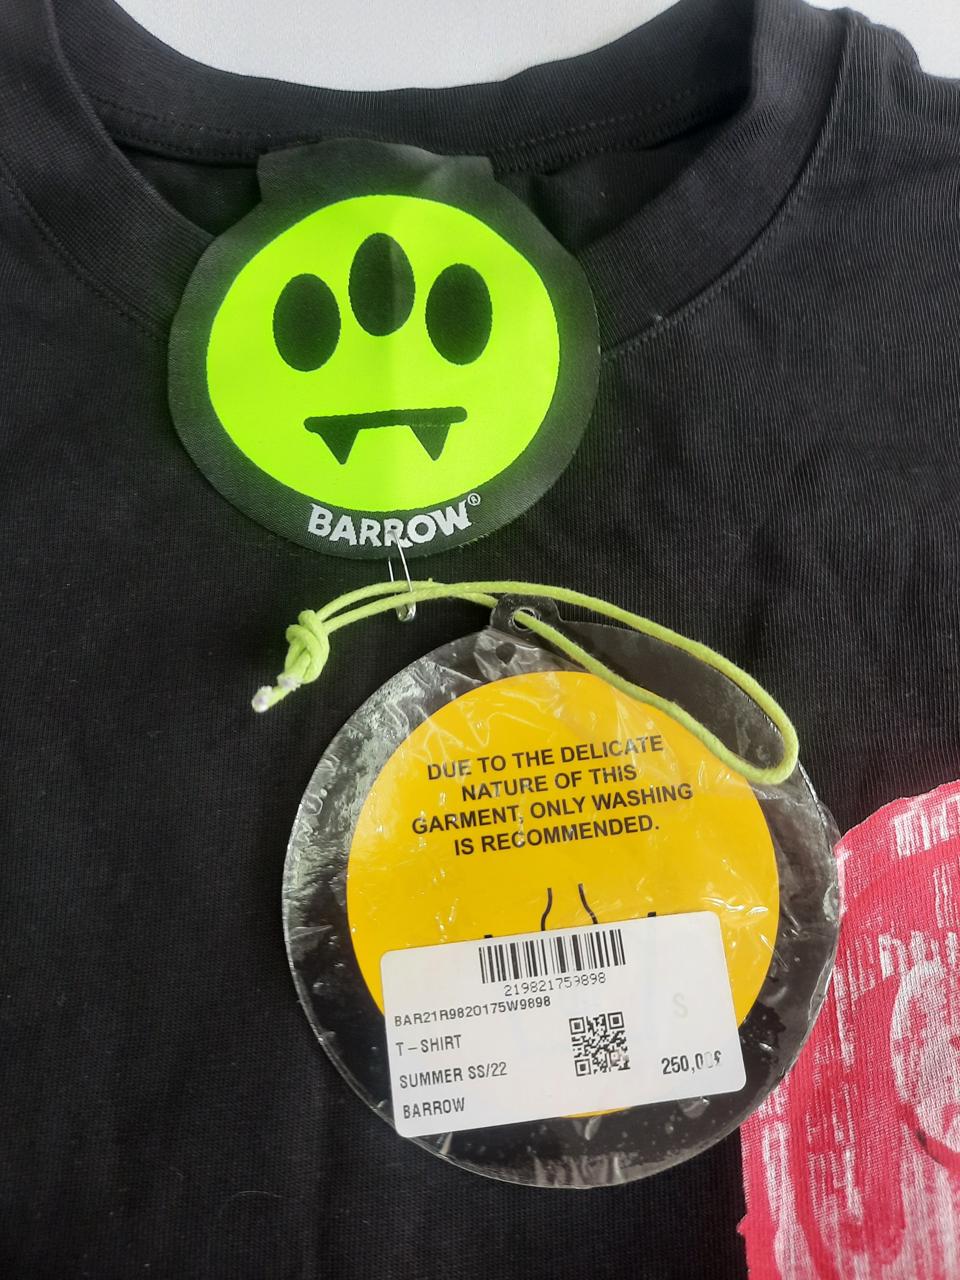 BARROW®
DUE TO THE DELICATE
NATURE OF THIS
GARMENT, ONLY WASHING
IS RECOMMENDED.
219821759898
BAR21R9820175W9898
S
T-SHIRT
SUMMER SS/22
250,00£
BARROW